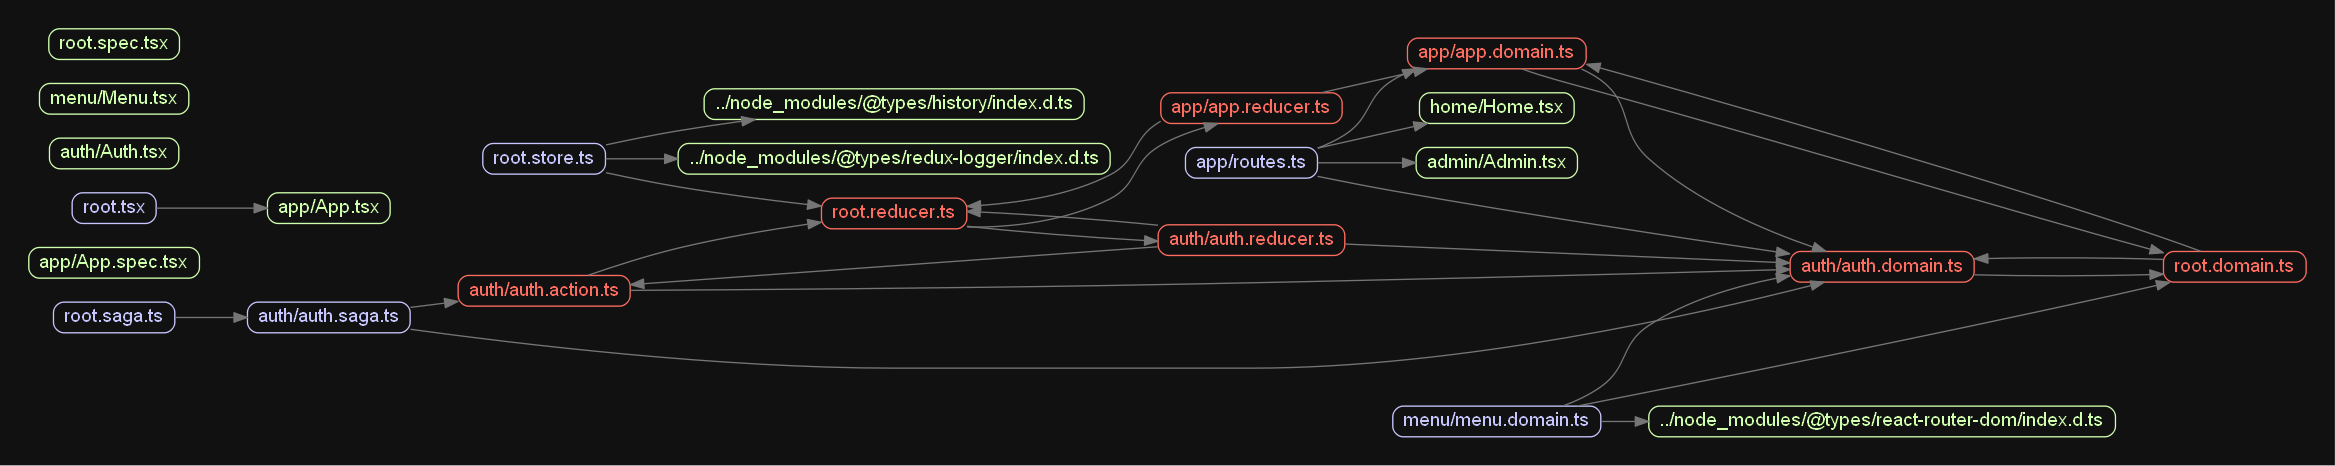 root.spec.tsx
menu/Menu.tsx
auth/Auth.tsx
root.tsx
app/App.tsx
app/App.spec.tsx
root.saga.ts
auth/auth.saga.ts
root.store.ts
auth/auth.action.ts
../node_modules/@types/history/index.d.ts
../node_modules/@types/redux-logger/index.d.ts
root.reducer.ts
app/app.reducer.ts
app/routes.ts
auth/auth.reducer.ts
app/app.domain.ts
home/Home.tsx
admin/Admin.tsx
auth/auth.domain.ts
root.domain.ts
menu/menu.domain.ts
../node_modules/@types/react-router-dom/index.d.ts